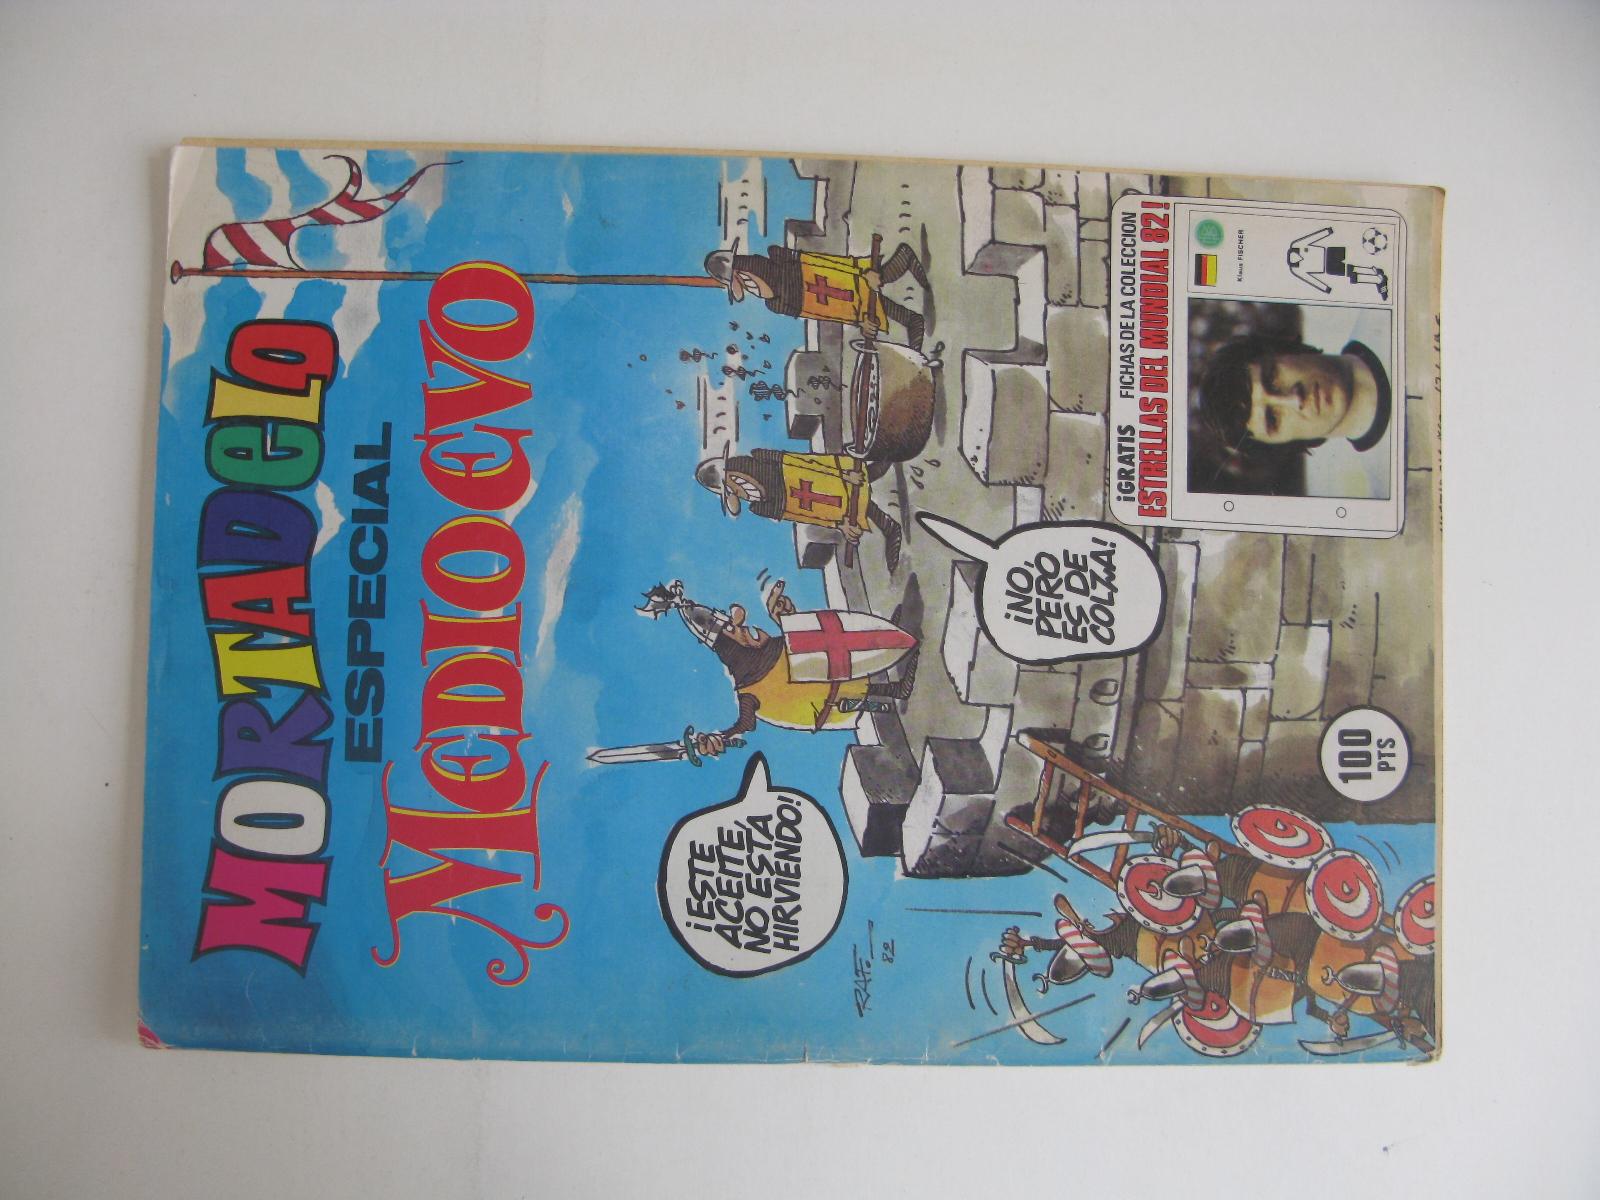 MORTADELO
ESPECIAL
MEDIOEVO
¡ESTE
ACEITE,
NO ESTA
HIRVIENDO!
¡NO,
PERO
ES DE
COLZA!
RAF.
82
¡GRATIS FICHAS DE LA COLECCION
ESTRELLAS DEL MUNDIAL 82!
Klaus FISCHER
100
PTS